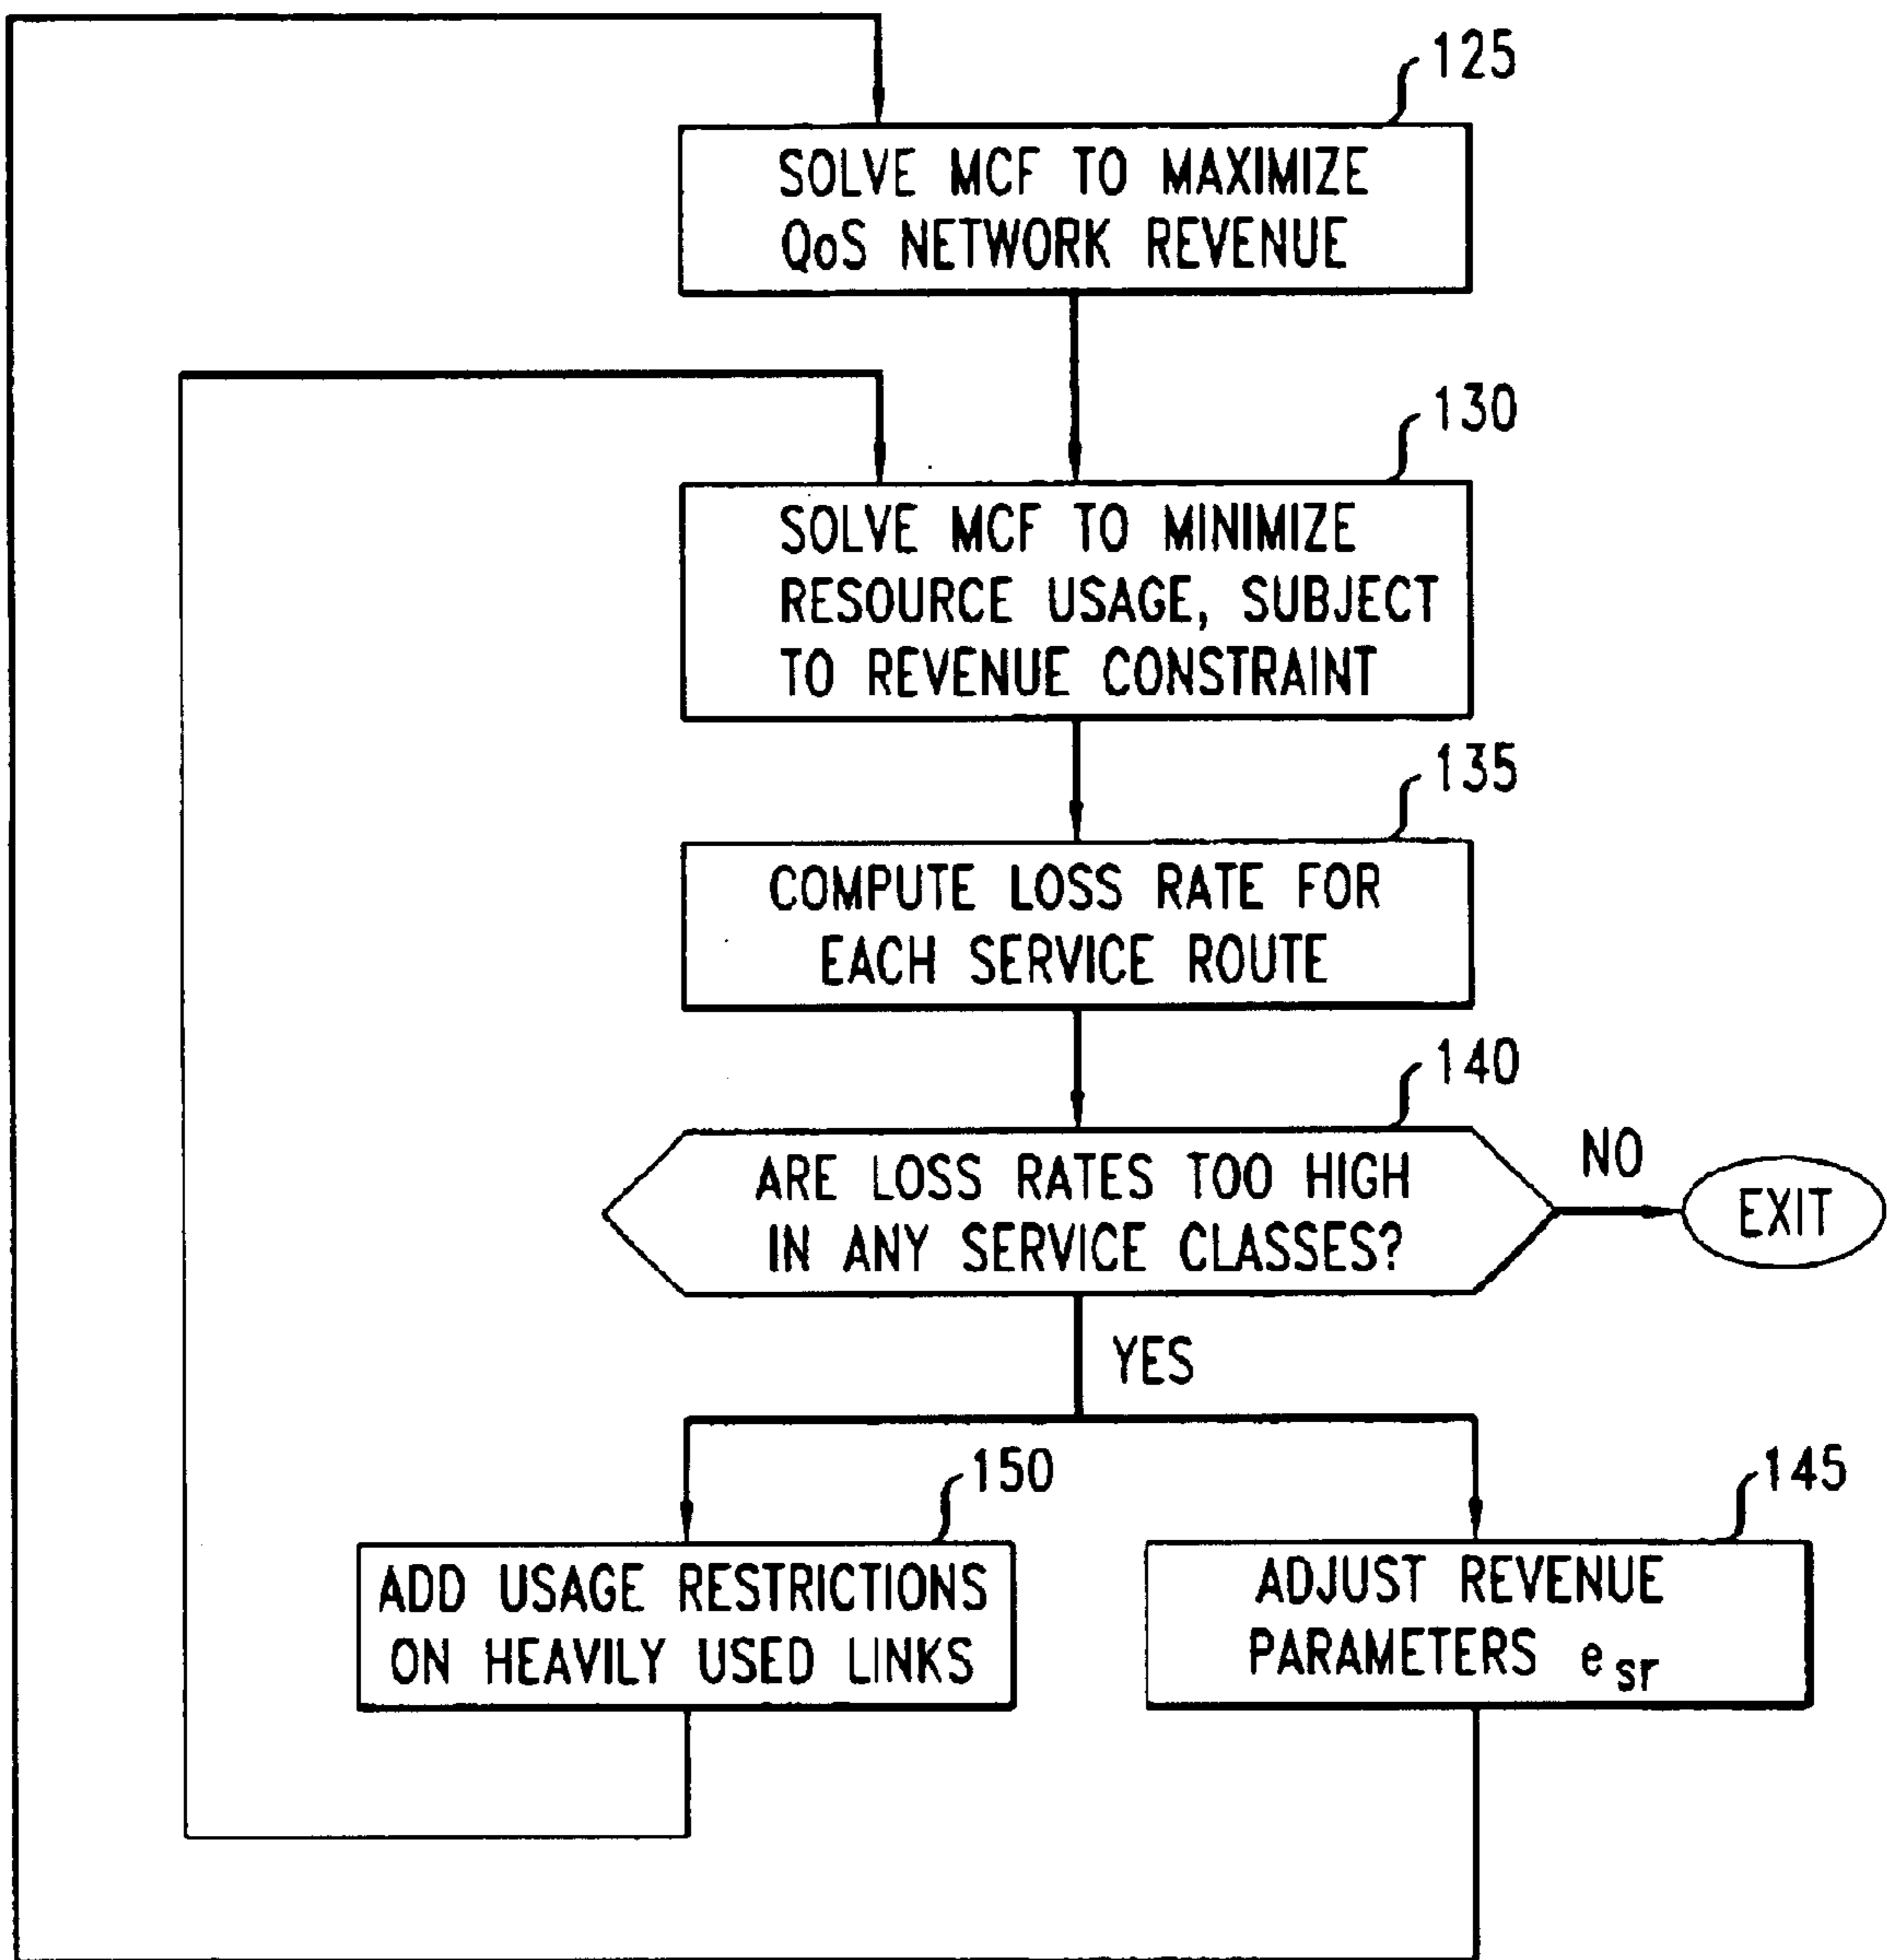 125
SOLVE MCF TO MAXIMIZE
QoS NETWORK REVENUE
130
SOLVE MCF TO MINIMIZE
RESOURCE USAGE, SUBJECT
TO REVENUE CONSTRAINT
135
COMPUTE LOSS RATE FOR
EACH SERVICE ROUTE
140
ARE LOSS RATES TOO HIGH
IN ANY SERVICE CLASSES?
NO
EXIT
YES
150
ADD USAGE RESTRICTIONS
ON HEAVILY USED LINKS
145
ADJUST REVENUE
PARAMETERS e sr